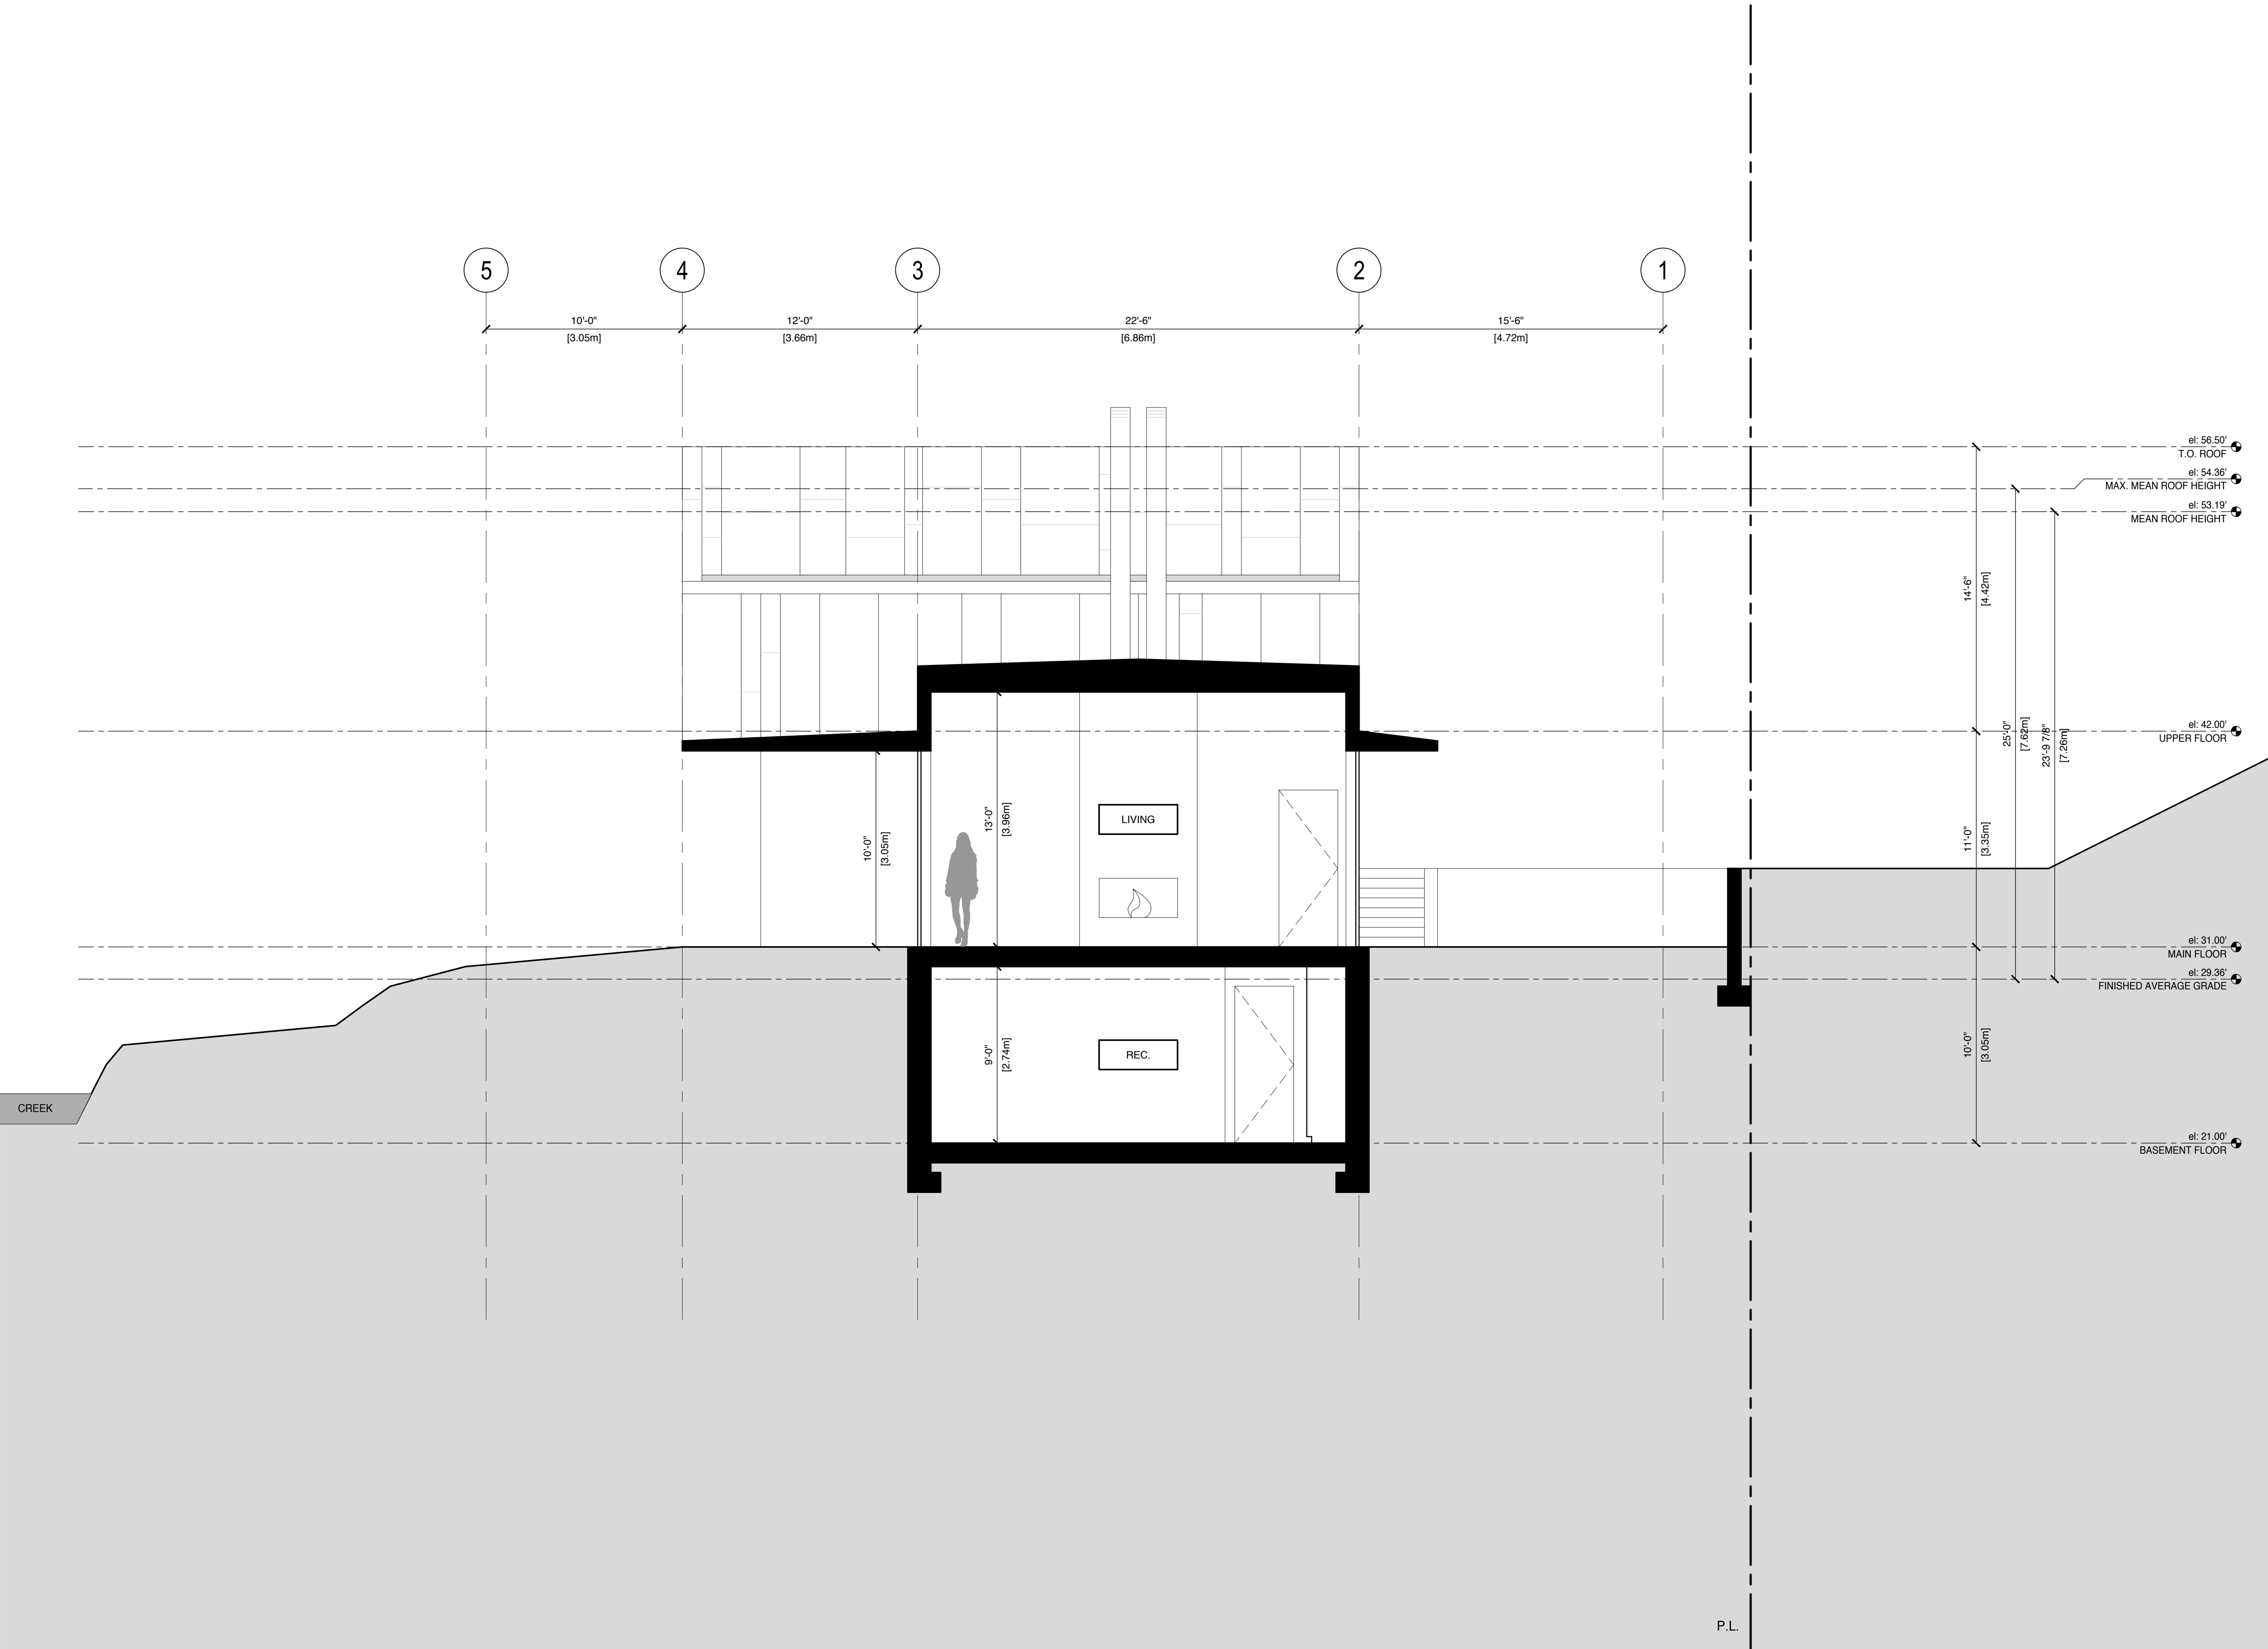 5
4
3
2
1
10'-0"
[3.05m]
12'-0"
[3.66m]
22'-6"
[6.86m]
15'-6"
[4.72m]
el: 56.50'
T.O. ROOF
el: 54.36'
MAX. MEAN ROOF HEIGHT
el: 53.19'
MEAN ROOF HEIGHT
14'-6"
[4.42m]
25'-0"
[7.62m]
23'-9 7/8"
[7.26m]
el: 42.00'
UPPER FLOOR
10'-0"
[3.05m]
13'-0"
[3.96m]
LIVING
11'-0"
[3.35m]
el: 31.00'
MAIN FLOOR
el: 29.36'
FINISHED AVERAGE GRADE
9'-0"
[2.74m]
REC.
10'-0"
[3.05m]
CREEK
el: 21.00'
BASEMENT FLOOR
P.L.